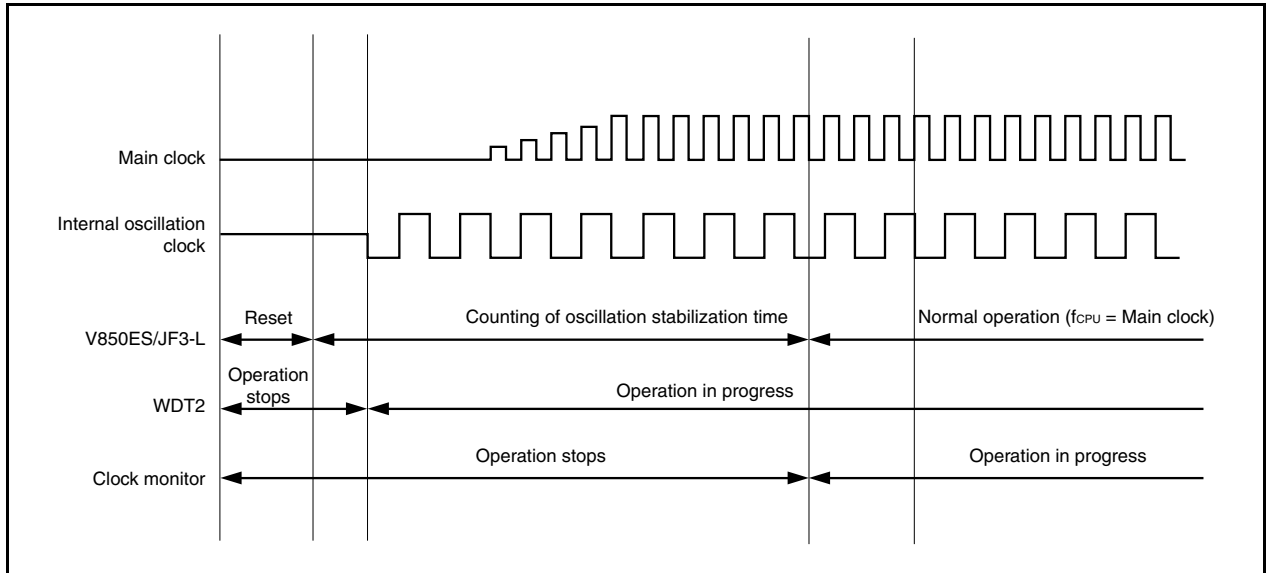 Main clock
Internal oscillation
clock
Reset
Counting of oscillation stabilization time
Normal operation (fCPU = Main clock)
V850ES/JF3-L
Operation
stops
Operation in progress
WDT2
Operation stops
Operation in progress
Clock monitor